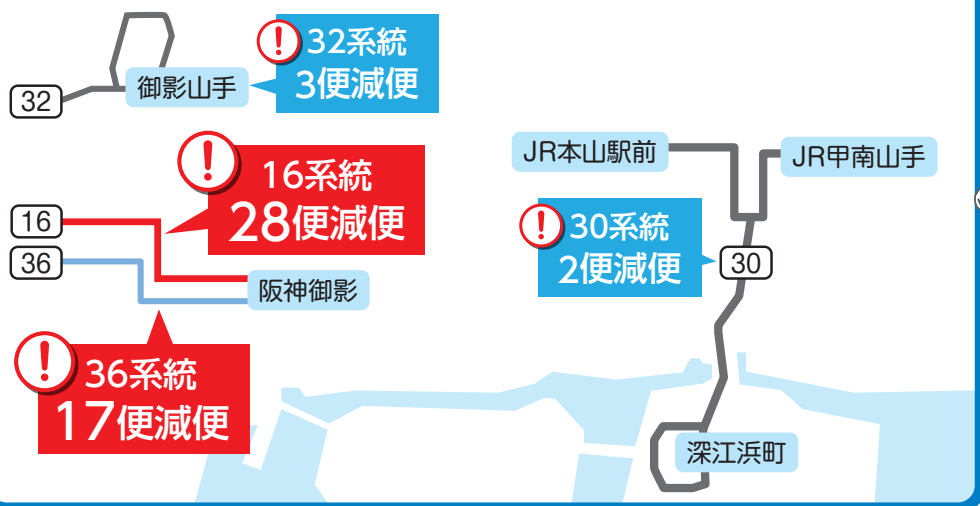 !
32系統
3便減便
御影山手
32
!
16系統
28便減便
16
36
阪神御影
!
36系統
17便減便
JR本山駅前
JR甲南山手
!
30系統
2便減便
30
深江浜町